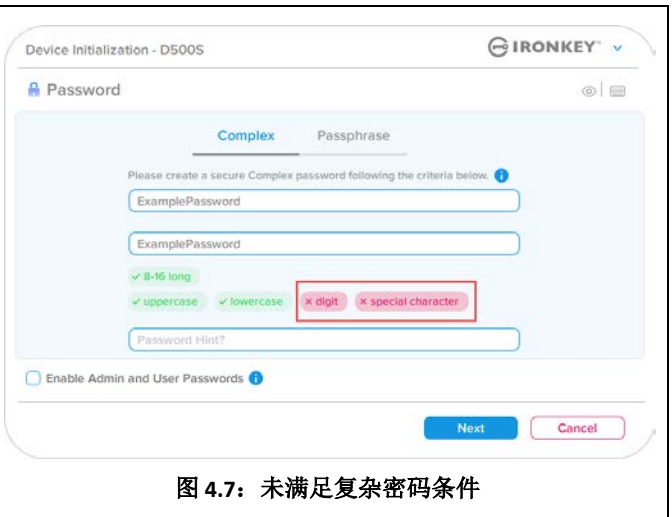 Device Initialization - D500S
IRONKEY
Password
Complex Passphrase
Please create a secure Complex password following the criteria below.
ExamplePassword
ExamplePassword
✓ 8-16 long
✓ uppercase ✓ lowercase × digit × special character
Password Hint?
Enable Admin and User Passwords
Next Cancel
图 4.7：未满足复杂密码条件